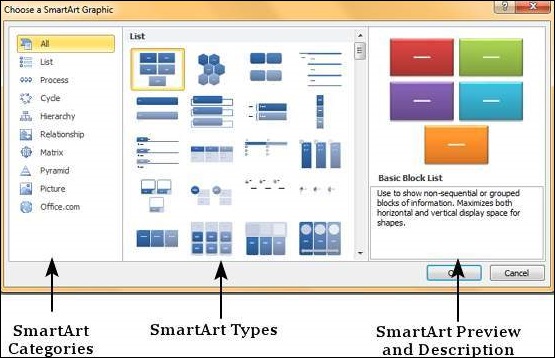 Choose a SmartArt Graphic
All
List
Process
Cycle
Hierarchy
Relationship
Matrix
Pyramid
Picture
Office.com
List
Basic Block List
Use to show non-sequential or grouped
blocks of information. Maximizes both
horizontal and vertical display space for
shapes.
Cancel
SmartArt
Categories
SmartArt Types
SmartArt Preview
and Description